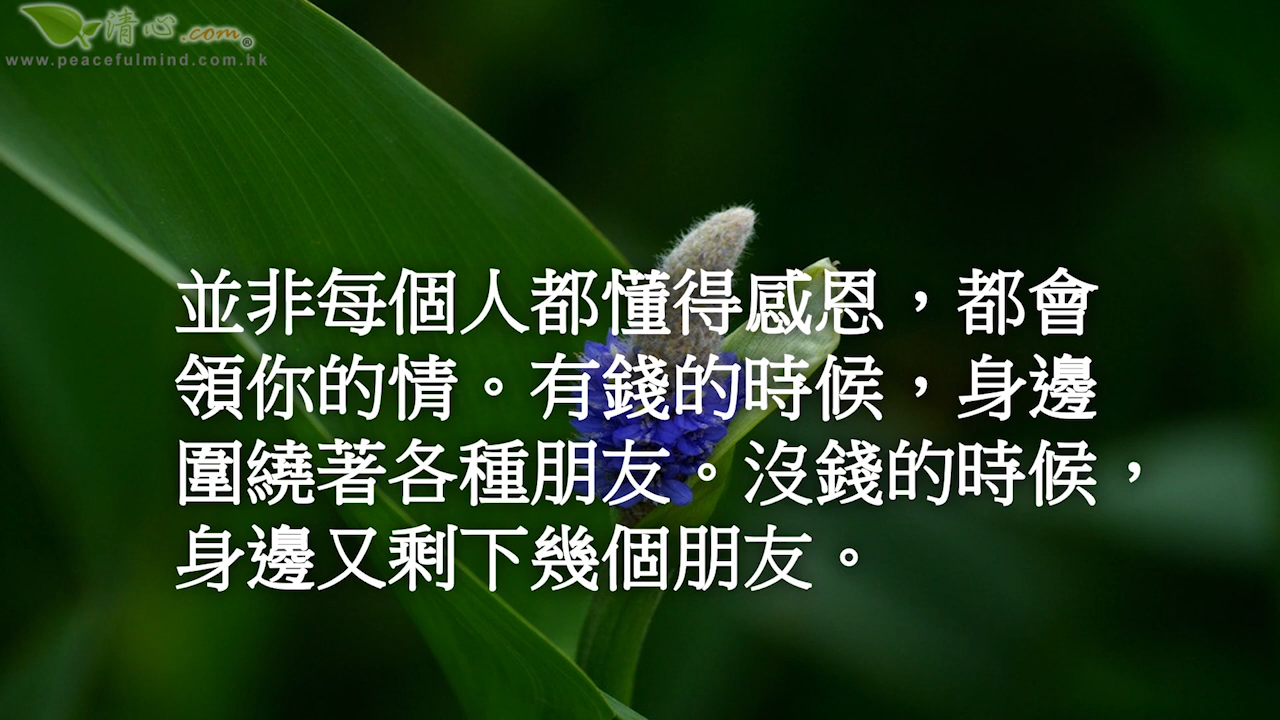 清心.com®
www.peacefulmind.com.hk
並非每個人都懂得感恩，都會
領你的情。有錢的時候，身邊
圍繞著各種朋友。沒錢的時候，
身邊又剩下幾個朋友。